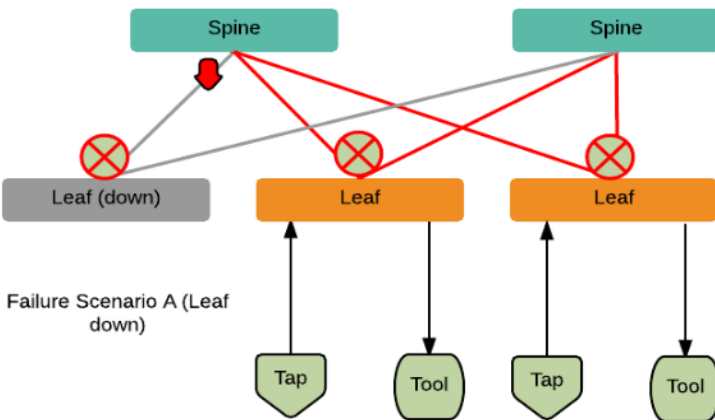 Spine
Spine
Leaf (down)
Leaf
Leaf
Failure Scenario A (Leaf
down)
Tap
Tool
Tap
Tool